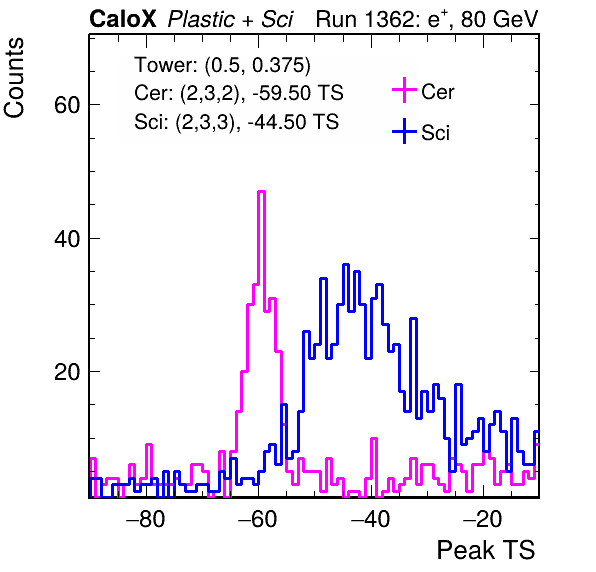 CaloX Plastic + Sci Run 1362: e+, 80 GeV
Counts
Tower: (0.5, 0.375)
Cer: (2,3,2), -59.50 TS
Sci: (2,3,3), -44.50 TS
Cer
Sci
60
40
20
−80 −60 −40 −20
Peak TS